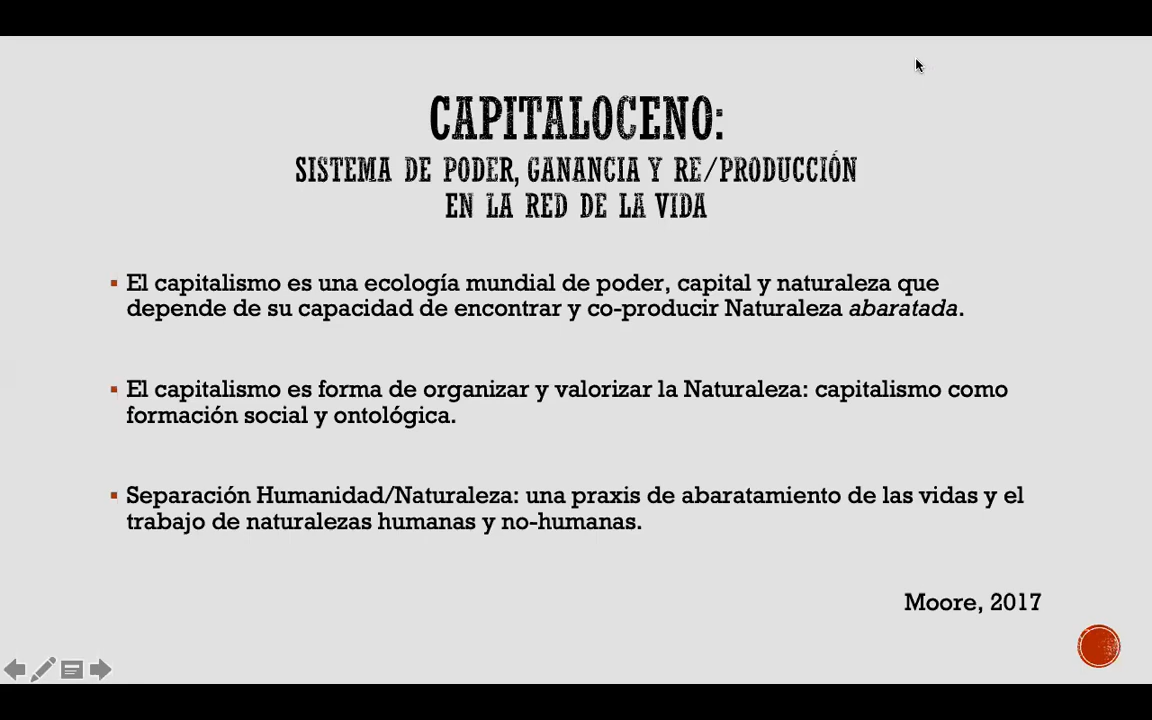 CAPITALOCENO:
SISTEMA DE PODER, GANANCIA Y RE/PRODUCCIÓN
EN LA RED DE LA VIDA
▪ El capitalismo es una ecología mundial de poder, capital y naturaleza que
depende de su capacidad de encontrar y co-producir Naturaleza abaratada.
▪ El capitalismo es forma de organizar y valorizar la Naturaleza: capitalismo como
formación social y ontológica.
▪ Separación Humanidad/Naturaleza: una praxis de abaratamiento de las vidas y el
trabajo de naturalezas humanas y no-humanas.
Moore, 2017